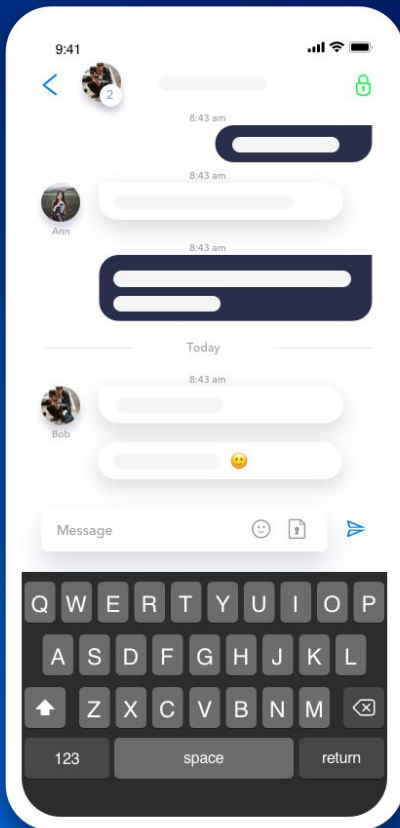 9:41
2
8:43 am
8:43 am
Ann
8:43 am
Today
8:43 am
Bob
Message
Q W E R T Y U I O P
A S D F G H J K L
Z X C V B N M
123 space return